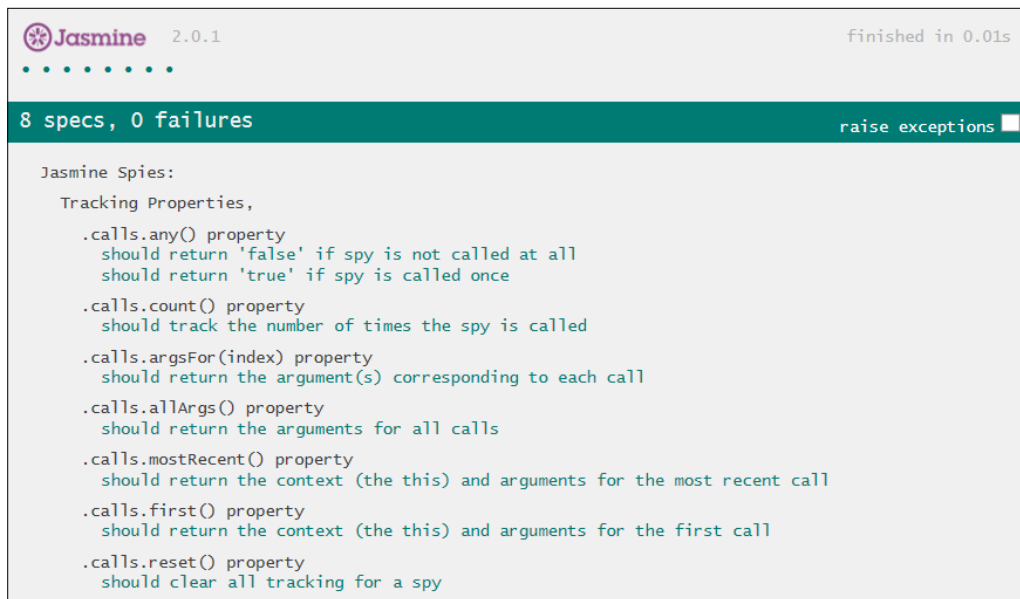 Jasmine 2.0.1 finished in 0.01s
8 specs, 0 failures raise exceptions
Jasmine Spies:
Tracking Properties,
.calls.any() property
should return 'false' if spy is not called at all
should return 'true' if spy is called once
.calls.count() property
should track the number of times the spy is called
.calls.argsFor(index) property
should return the argument(s) corresponding to each call
.calls.allArgs() property
should return the arguments for all calls
.calls.mostRecent() property
should return the context (the this) and arguments for the most recent call
.calls.first() property
should return the context (the this) and arguments for the first call
.calls.reset() property
should clear all tracking for a spy